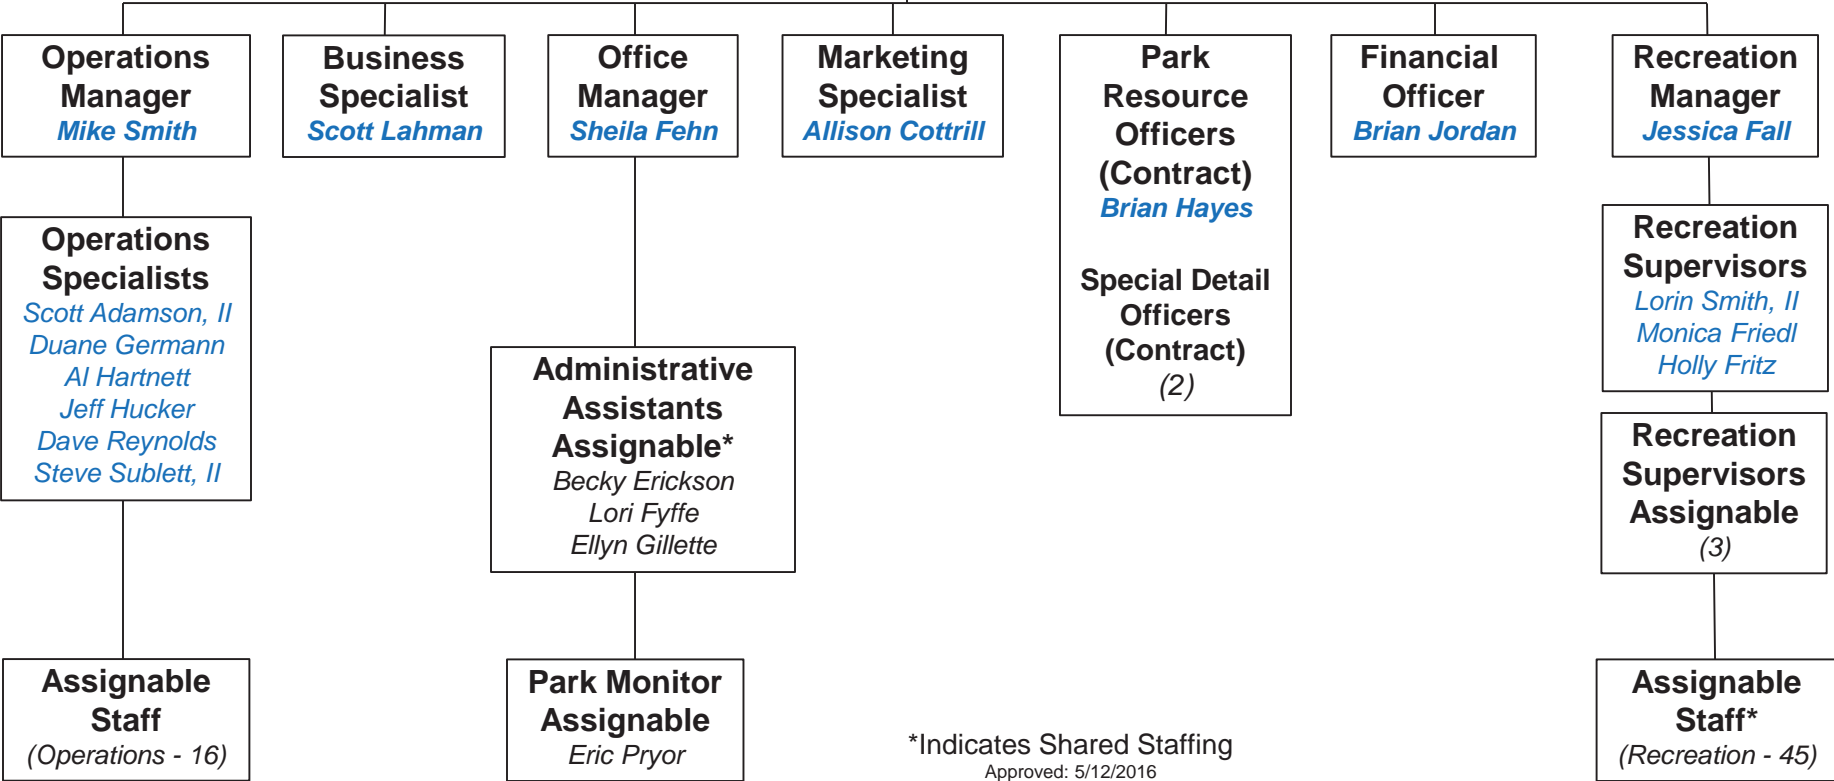 Operations
Manager
Mike Smith
Business
Specialist
Scott Lahman
Office
Manager
Sheila Fehn
Marketing
Specialist
Allison Cottrill
Park
Resource
Officers
(Contract)
Brian Hayes
Special Detail
Officers
(Contract)
(2)
Financial
Officer
Brian Jordan
Recreation
Manager
Jessica Fall
Operations
Specialists
Scott Adamson, II
Duane Germann
Al Hartnett
Jeff Hucker
Dave Reynolds
Steve Sublett, II
Administrative
Assistants
Assignable*
Becky Erickson
Lori Fyffe
Ellyn Gillette
Recreation
Supervisors
Lorin Smith, II
Monica Friedl
Holly Fritz
Recreation
Supervisors
Assignable
(3)
Assignable
Staff
(Operations - 16)
Park Monitor
Assignable
Eric Pryor
*Indicates Shared Staffing
Approved: 5/12/2016
Assignable
Staff*
(Recreation - 45)